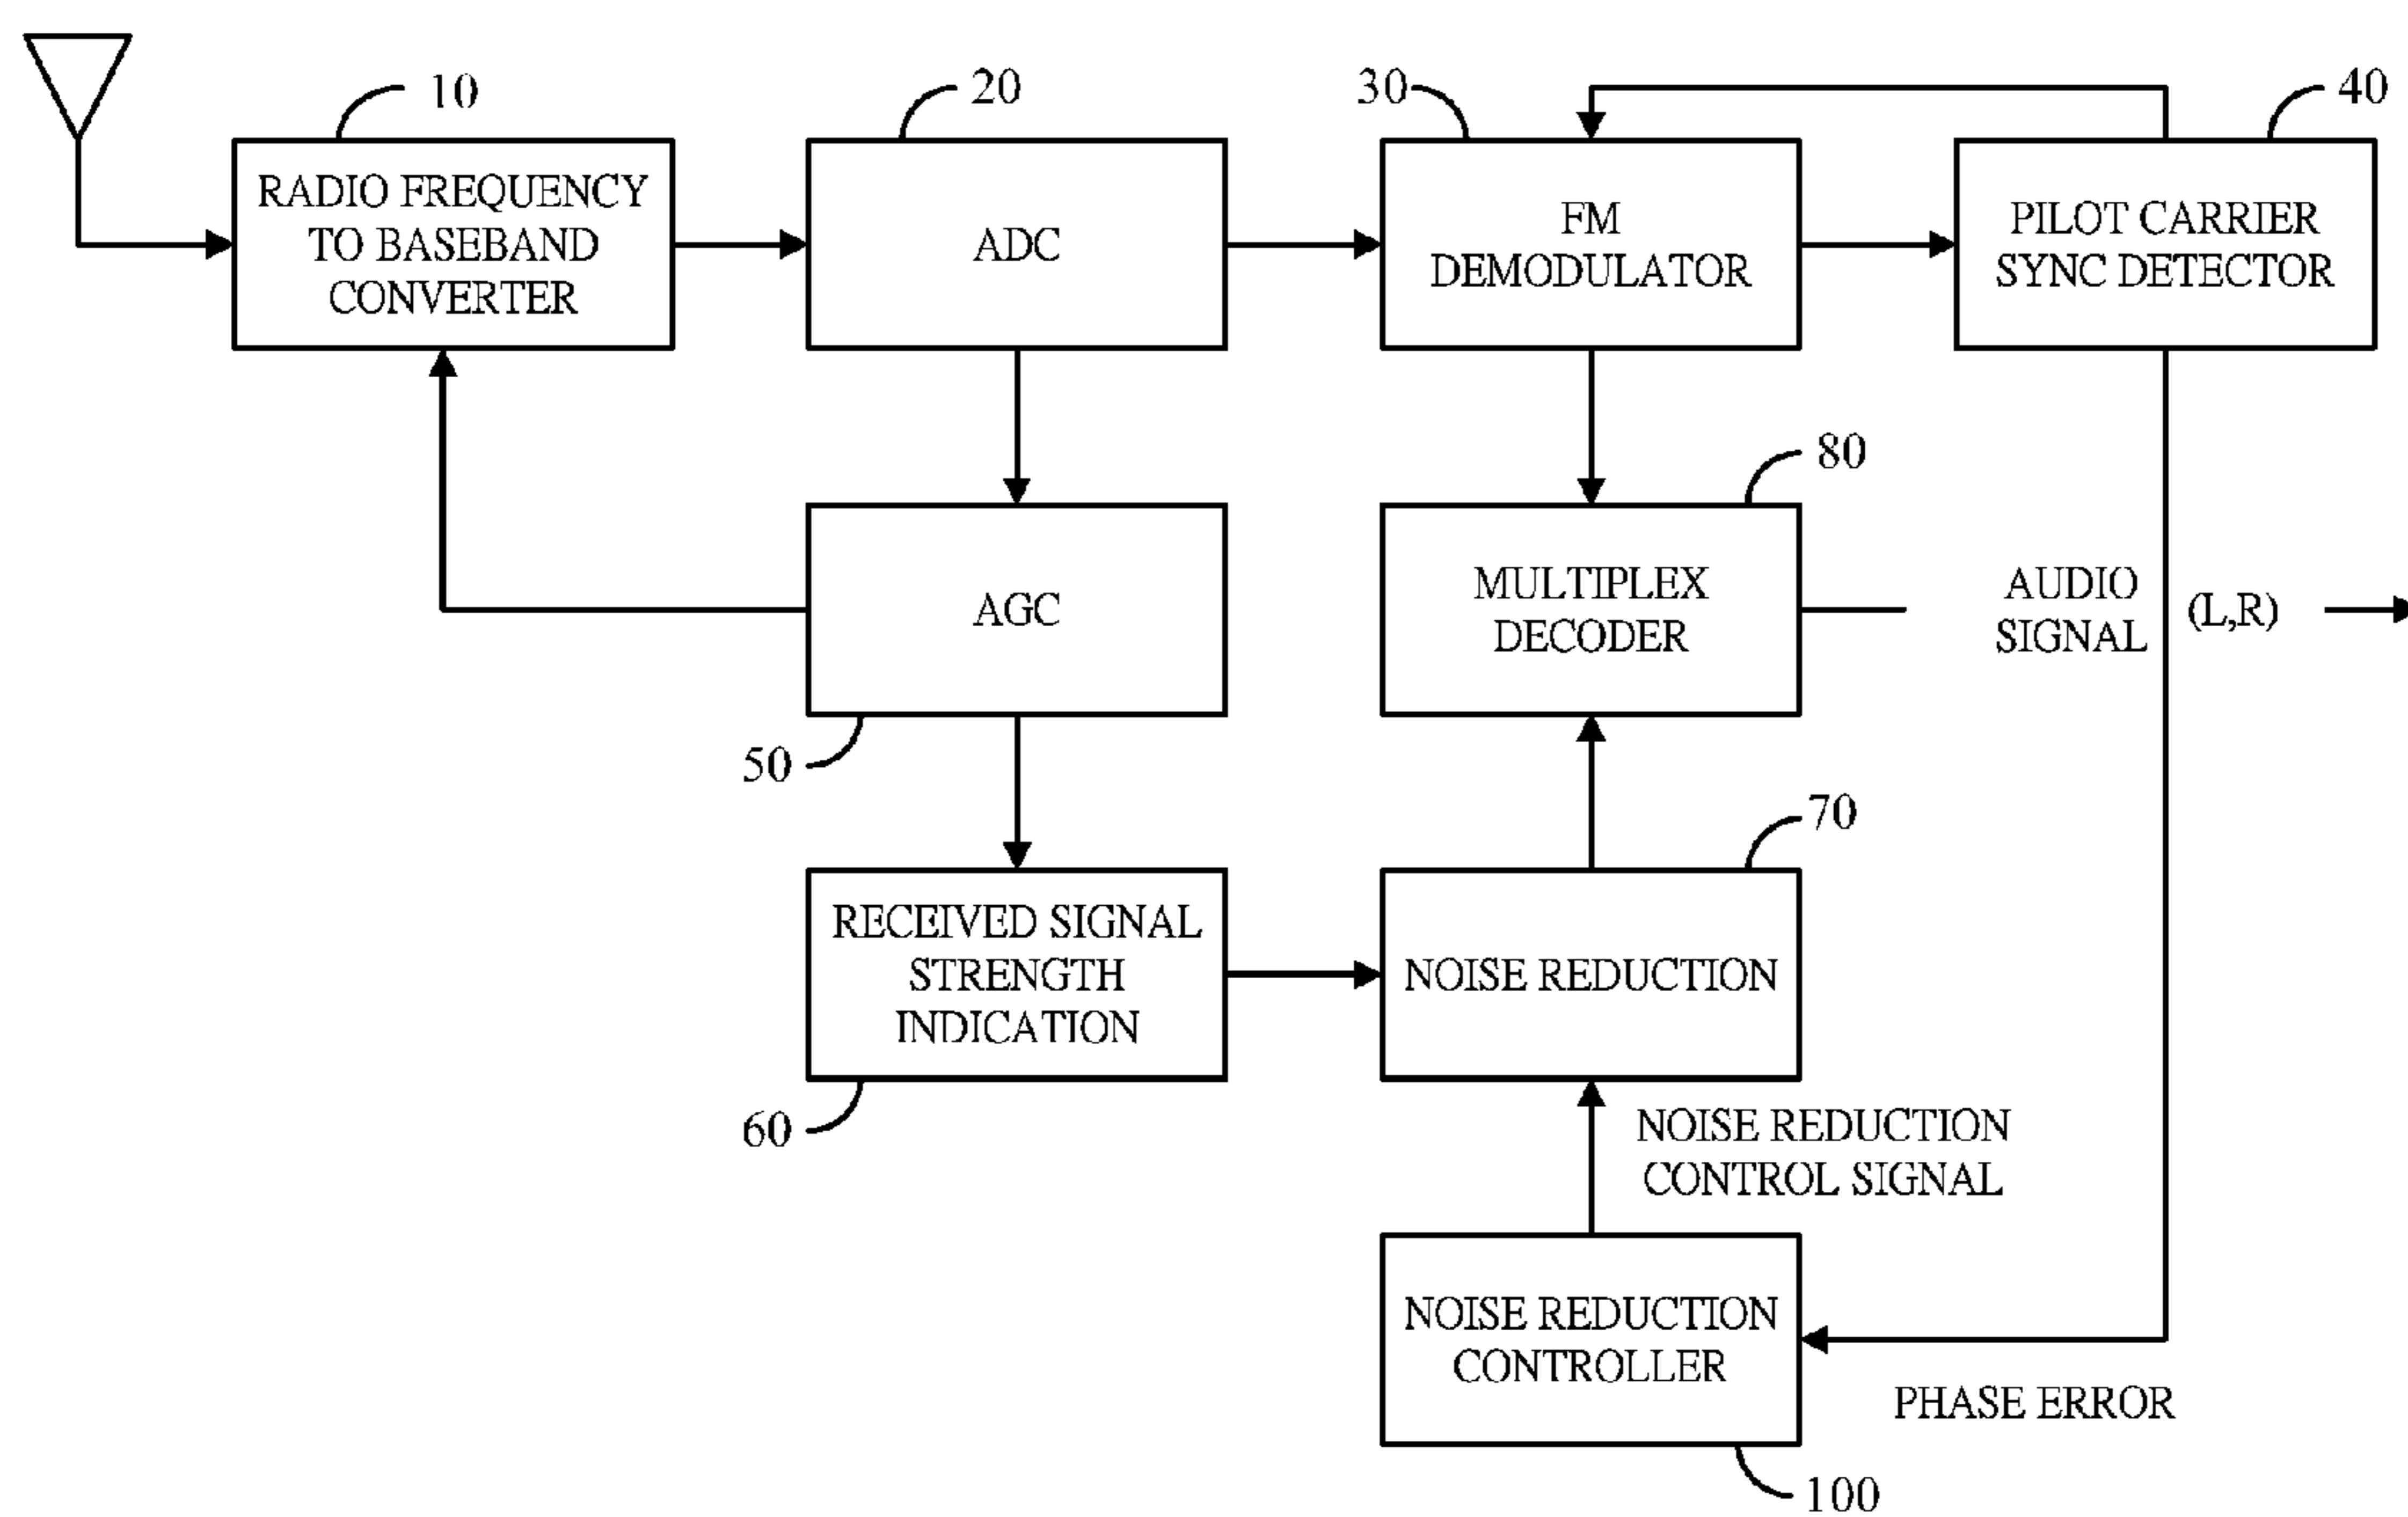 10
20
30
40
RADIO FREQUENCY
TO BASEBAND
CONVERTER
ADC
FM
DEMODULATOR
PILOT CARRIER
SYNC DETECTOR
80
AGC
MULTIPLEX
DECODER
AUDIO
SIGNAL
(L,R)
50
70
RECEIVED SIGNAL
STRENGTH
INDICATION
NOISE REDUCTION
60
NOISE REDUCTION
CONTROL SIGNAL
NOISE REDUCTION
CONTROLLER
PHASE ERROR
100